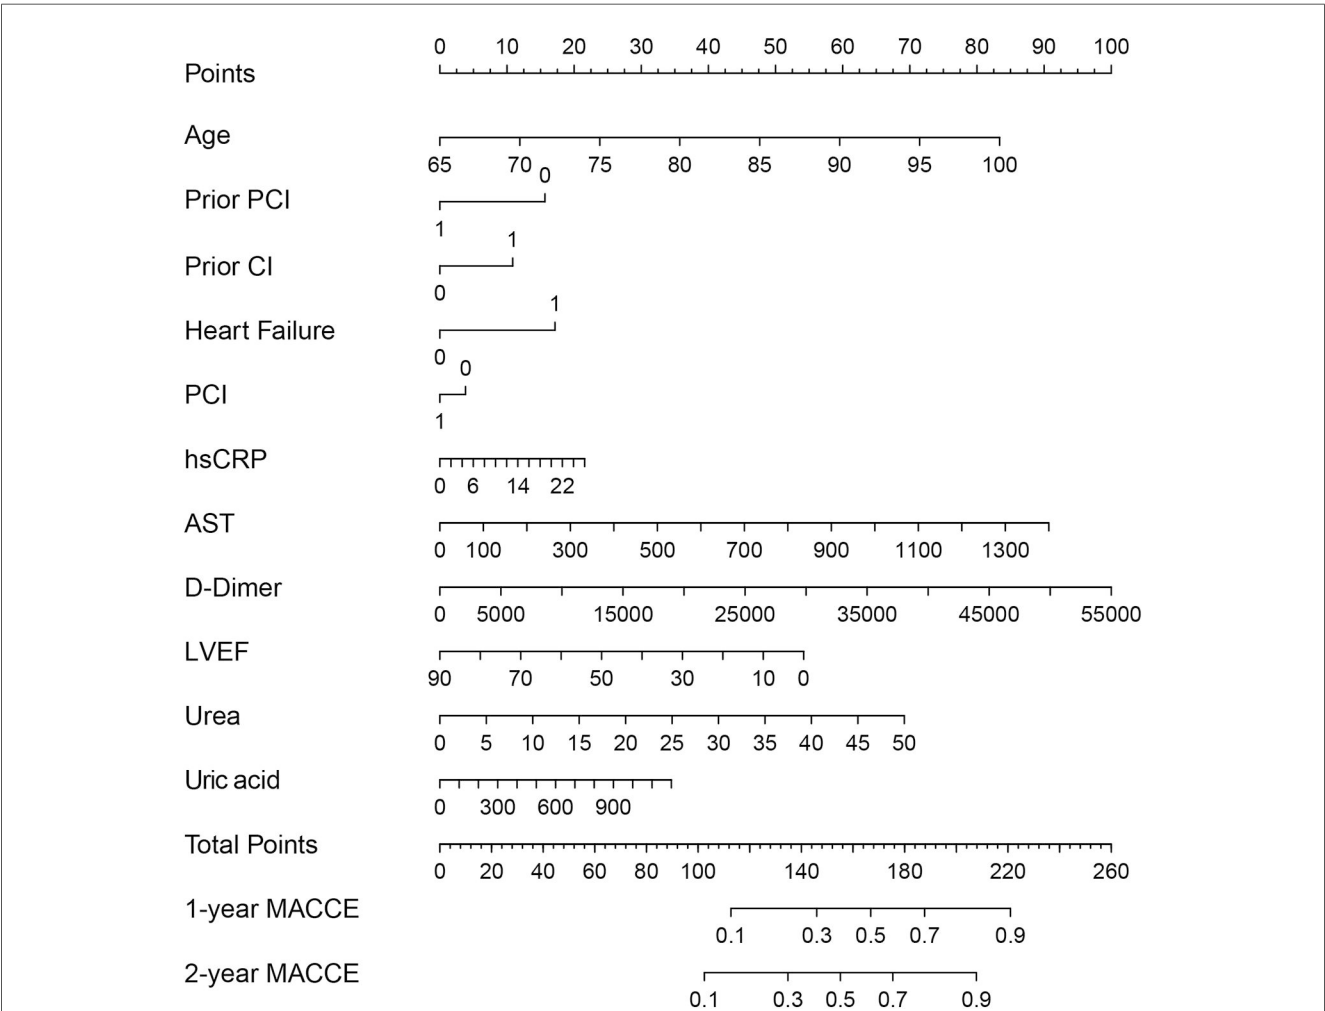 0 10 20 30 40 50 60 70 80 90 100
Points
Age
65 70 75 80 85 90 95 100
0
Prior PCI
1
1
Prior CI
0
1
Heart Failure
0
0
PCI
1
hsCRP
0 6 14 22
AST
0 100 300 500 700 900 1100 1300
D-Dimer
0 5000 15000 25000 35000 45000 55000
LVEF
90 70 50 30 10 0
Urea
0 5 10 15 20 25 30 35 40 45 50
Uric acid
0 300 600 900
Total Points
0 20 40 60 80 100 140 180 220 260
1-year MACCE
0.1 0.3 0.5 0.7 0.9
2-year MACCE
0.1 0.3 0.5 0.7 0.9